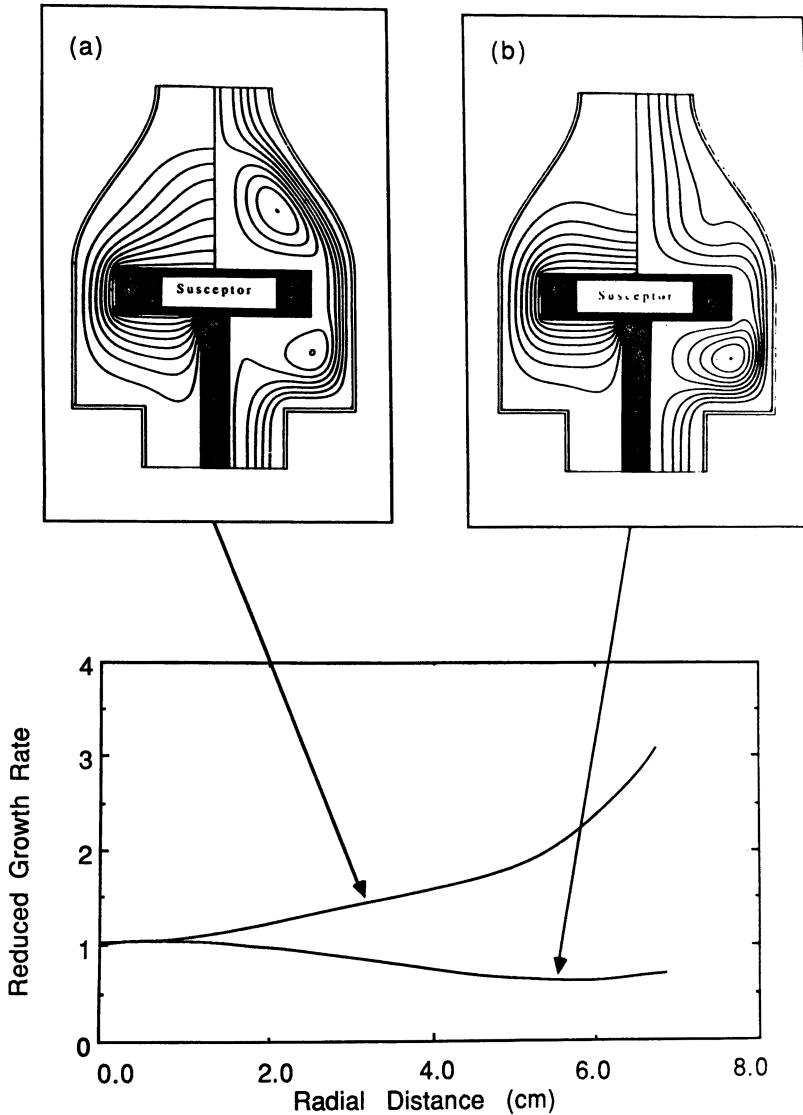 (a)
(b)
Susceptor
Susceptor
4
3
2
1
0
Reduced Growth Rate
0.0 2.0 4.0 6.0 8.0
Radial Distance (cm)